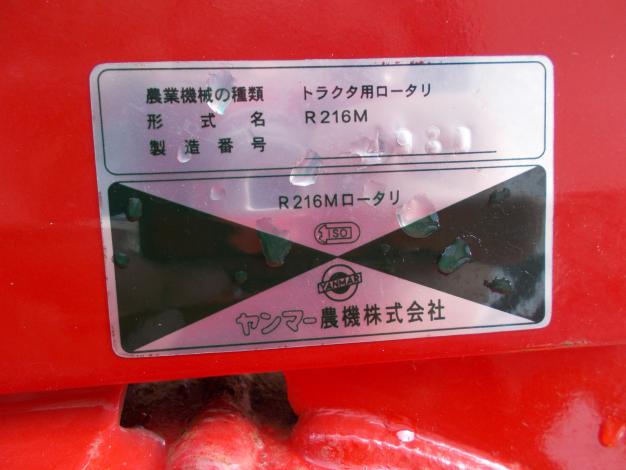 農業機械の種類 トラクタ用ロータリ
形式名 R216M
製造番号
R216Mロータリ
ISO
YANMAR
ヤンマー農機株式会社